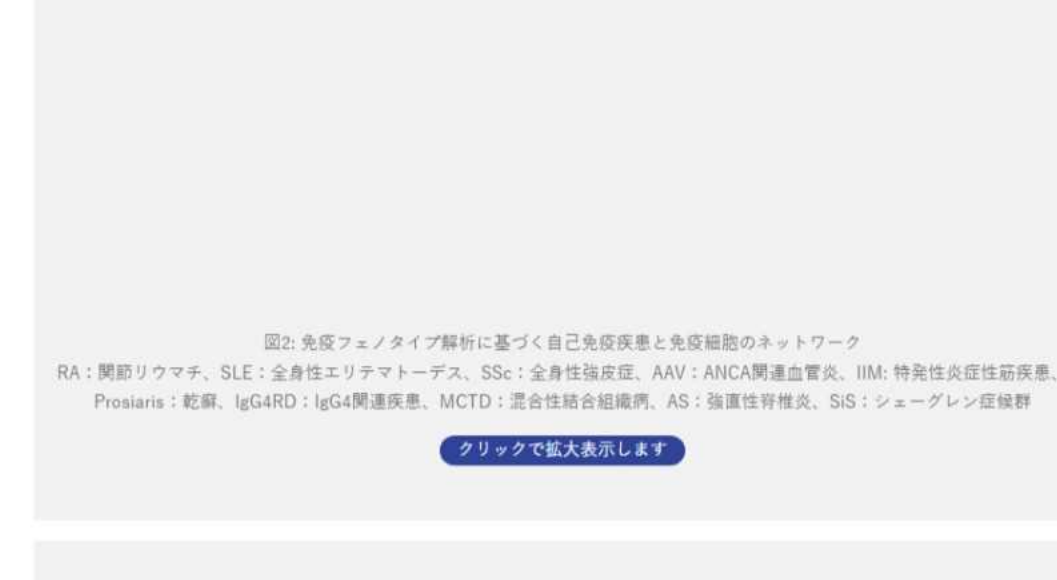 図2: 免疫フェノタイプ解析に基づく自己免疫疾患と免疫細胞のネットワーク
RA：関節リウマチ、SLE：全身性エリテマトーデス、SSc：全身性強皮症、AAV：ANCA関連血管炎、IIM: 特発性炎症性筋疾患、
Prosiaris：乾癬、IgG4RD：IgG4関連疾患、MCTD：混合性結合組織病、AS：強直性脊椎炎、SiS：シェーグレン症候群
クリックで拡大表示します